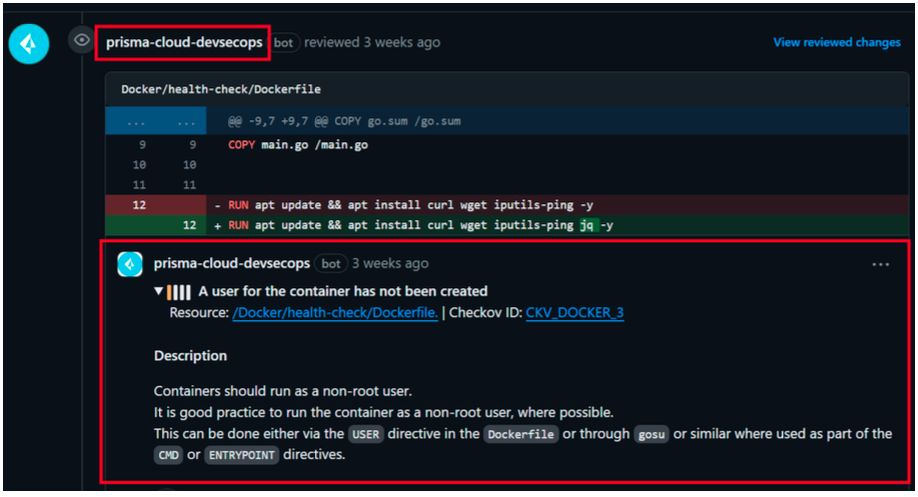 prisma-cloud-devsecops bot reviewed 3 weeks ago View reviewed changes
Docker/health-check/Dockerfile
... ... @@ -9,7 +9,7 @@ COPY go.sum /go.sum
9 9 COPY main.go /main.go
10 10
11 11
12 - RUN apt update && apt install curl wget iputils-ping -y
12 + RUN apt update && apt install curl wget iputils-ping jq -y
prisma-cloud-devsecops bot 3 weeks ago ...
A user for the container has not been created
Resource: /Docker/health-check/Dockerfile. | Checkov ID: CKV_DOCKER_3
Description
Containers should run as a non-root user.
It is good practice to run the container as a non-root user, where possible.
This can be done either via the USER directive in the Dockerfile or through gosu or similar where used as part of the
CMD or ENTRYPOINT directives.